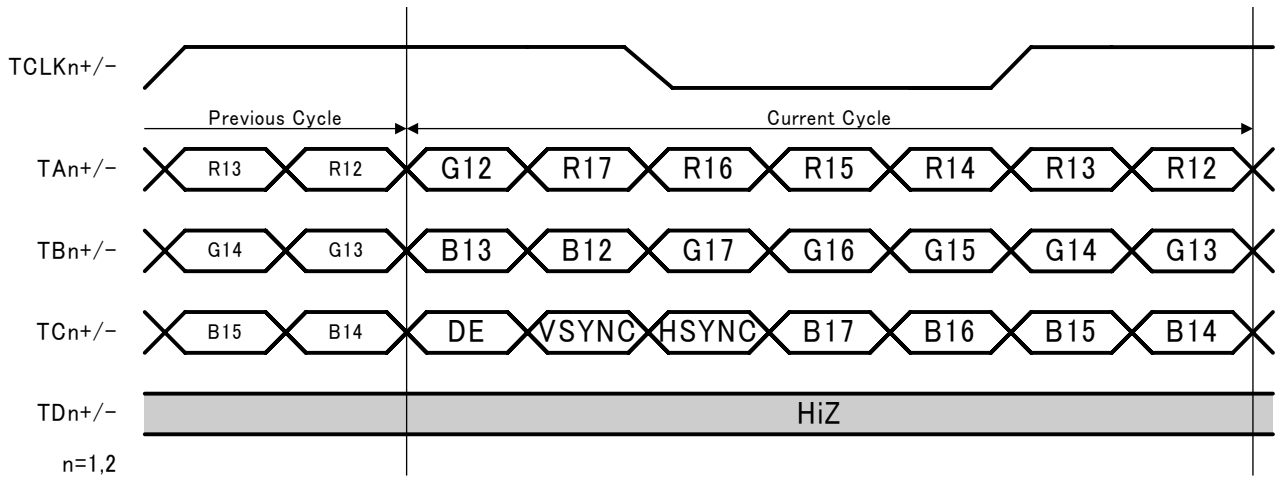 TCLKn+/-
Previous Cycle Current Cycle
TAn+/- R13 R12 G12 R17 R16 R15 R14 R13 R12
TBn+/- G14 G13 B13 B12 G17 G16 G15 G14 G13
TCn+/- B15 B14 DE VSYNC HSYNC B17 B16 B15 B14
TDn+/- HiZ
n=1,2